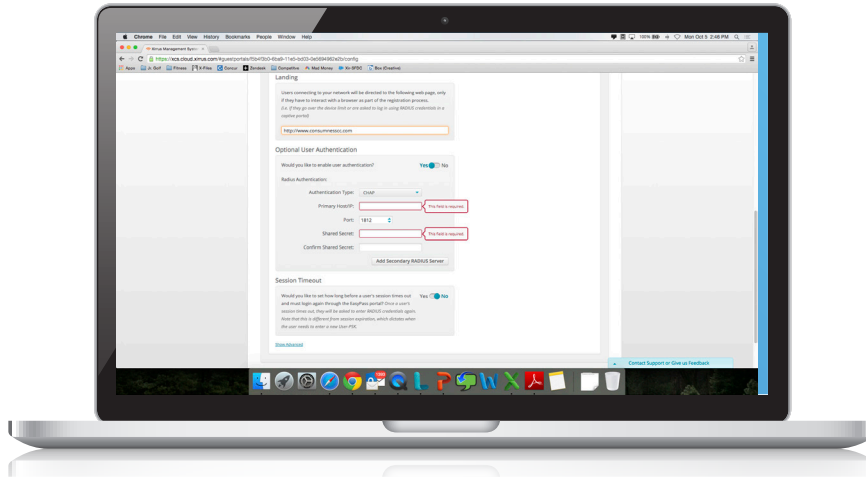 Chrome File Edit View History Bookmarks People Window Help
100% Mon Oct 5 2:46 PM
Xirrus Management System
https://xcs.cloud.xirrus.com/#guestportals/
Apps Jr. Golf Fitness X-Files Concur Zendesk Competitive Mad Money Box (Creative)
Landing
Users connecting to your network will be directed to the following web page, only
if they have to interact with a browser as part of the registration process.
(i.e. if they go over the device limit or are asked to log in using RADIUS credentials in a
captive portal)
http://www.consumnesscc.com
Optional User Authentication
Would you like to enable user authentication? Yes No
Radius Authentication:
Authentication Type: CHAP
Primary Host/IP: This field is required.
Port: 1812
Shared Secret: This field is required.
Confirm Shared Secret:
Add Secondary RADIUS Server
Session Timeout
Would you like to set how long before a user's session times out Yes No
and must login again through the EasyPass portal? Once a user's
session times out, they will be asked to enter RADIUS credentials again.
Note that this is different from session expiration, which dictates when
the user needs to enter a new User-PSK.
Show Advanced
Contact Support or Give us Feedback